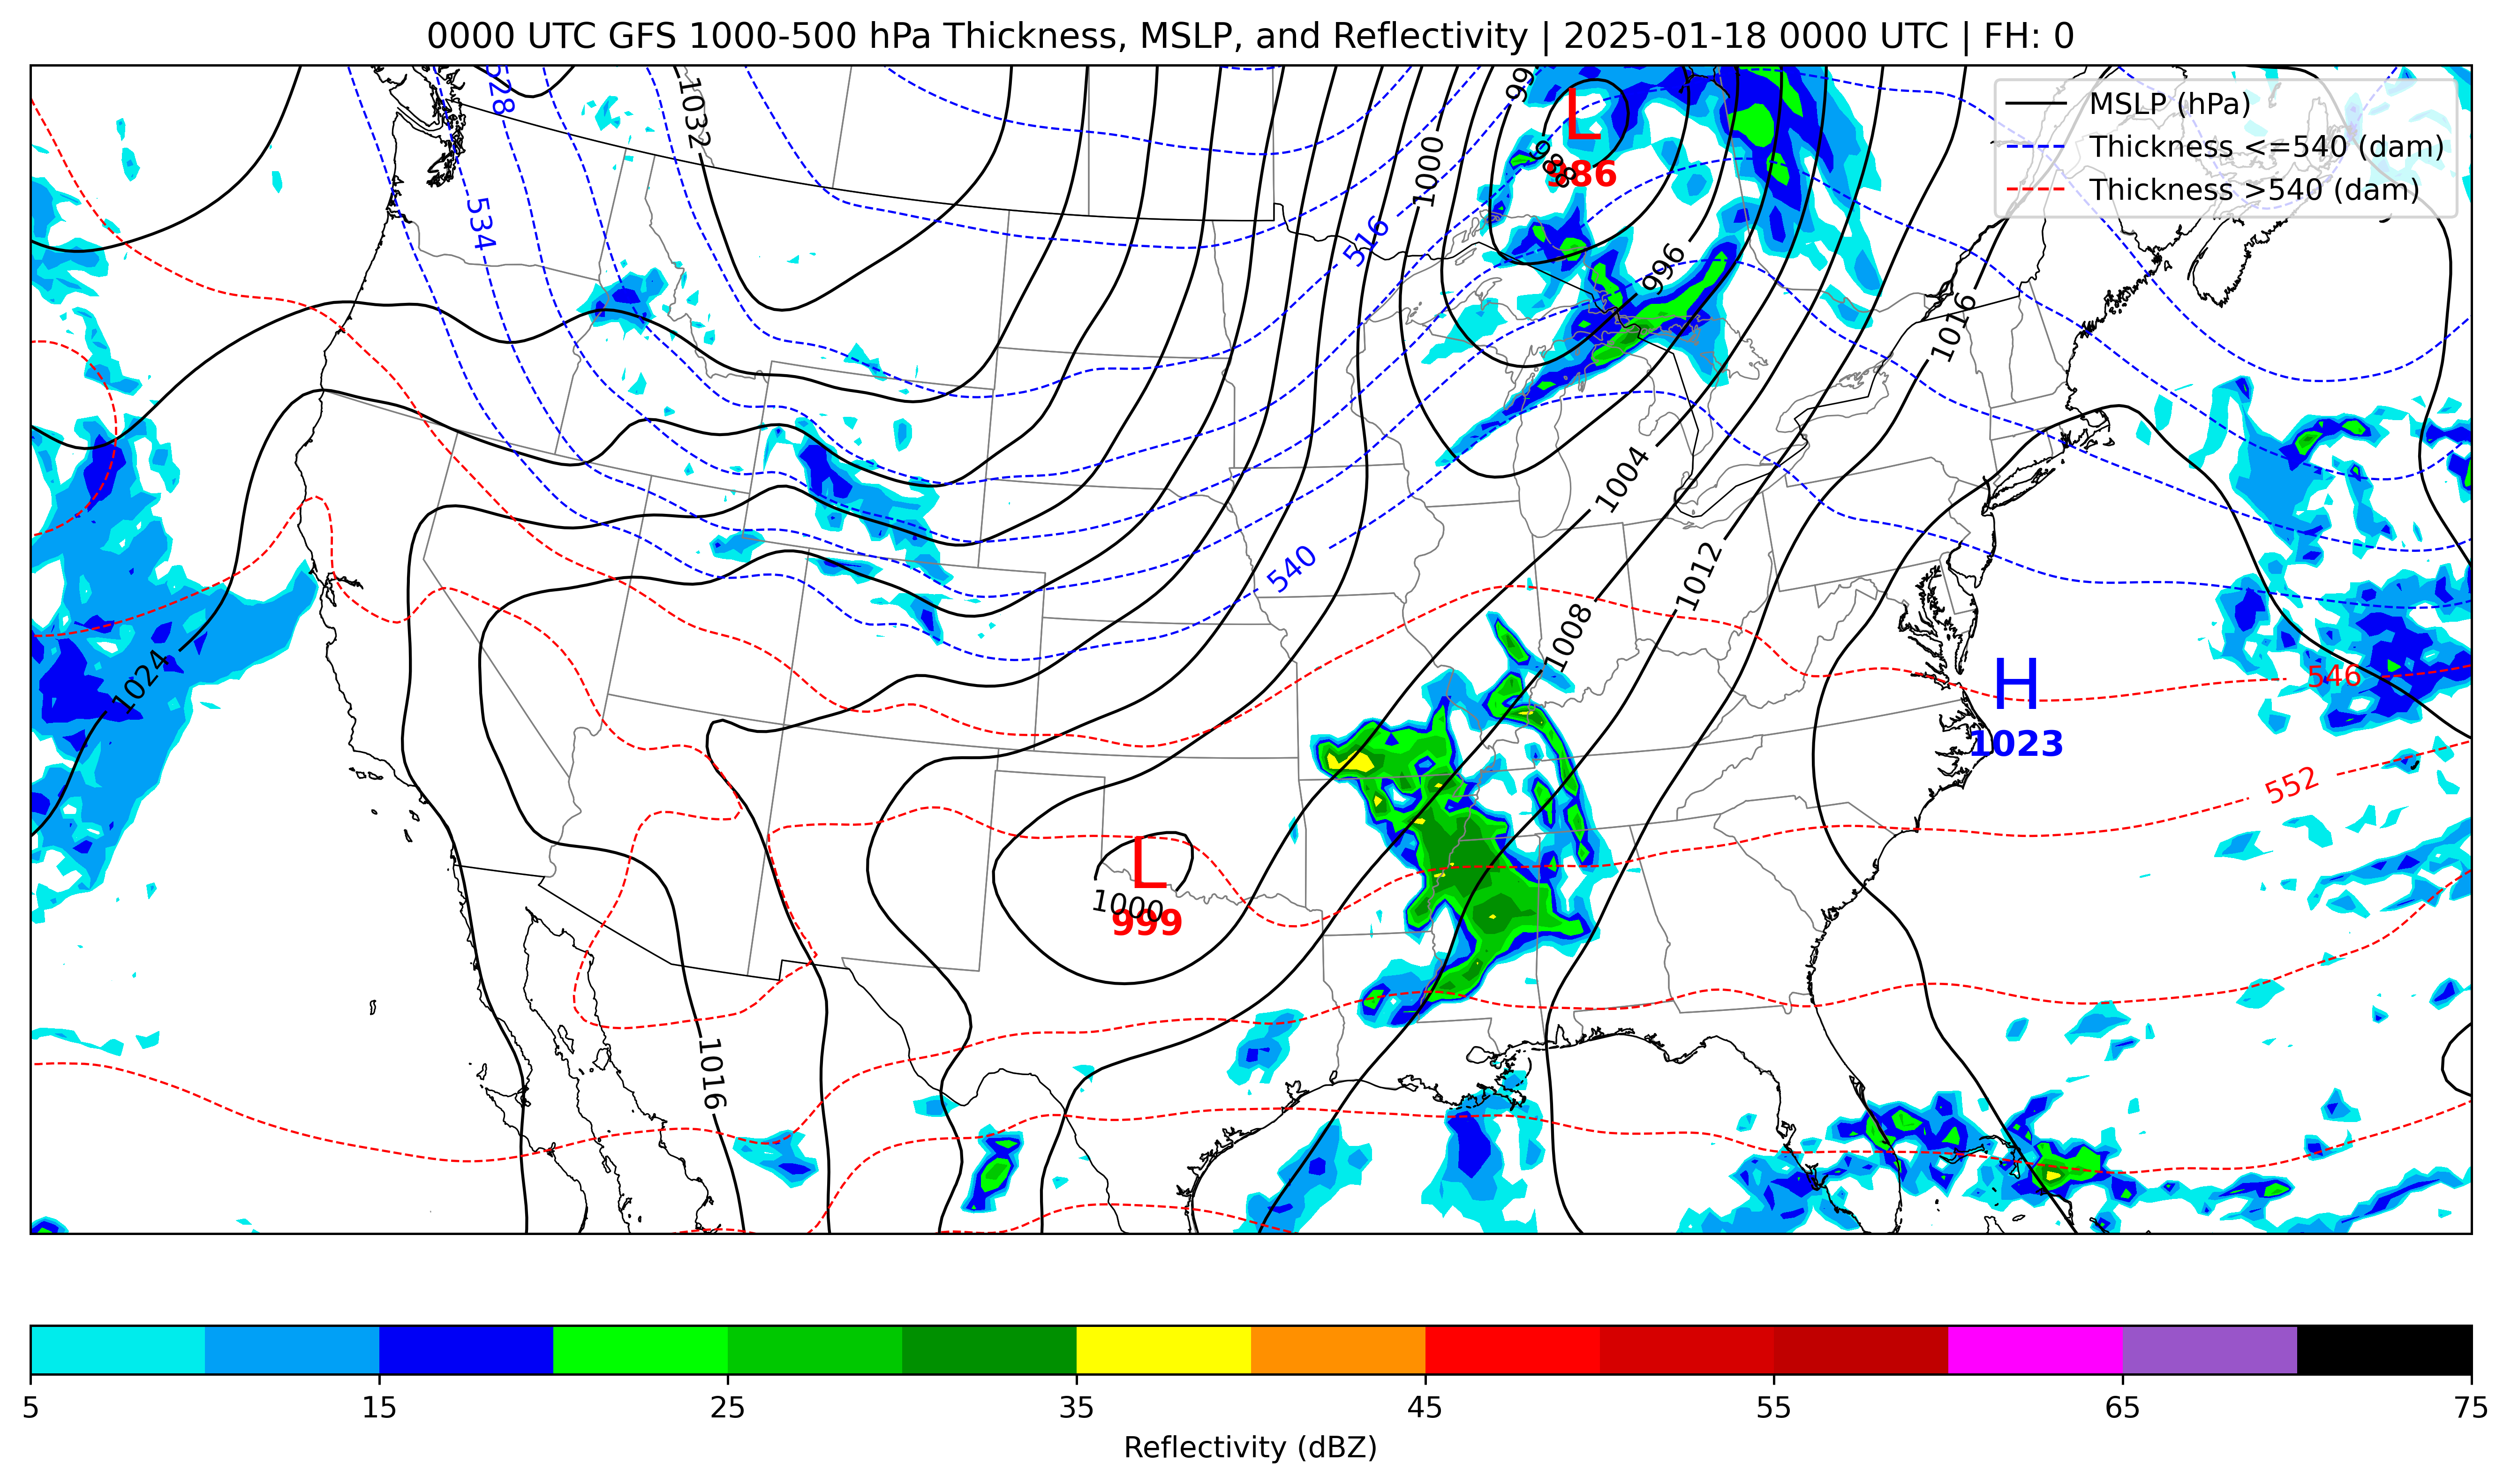 0000 UTC GFS 1000-500 hPa Thickness, MSLP, and Reflectivity | 2025-01-18 0000 UTC | FH: 0
MSLP (hPa)
Thickness <=540 (dam)
Thickness >540 (dam)
528
1032
L
986
988
1000
534
516
996
1016
1004
540
1012
1008
1024
H
1023
546
552
L
1000
999
1016
5 15 25 35 45 55 65 75
Reflectivity (dBZ)